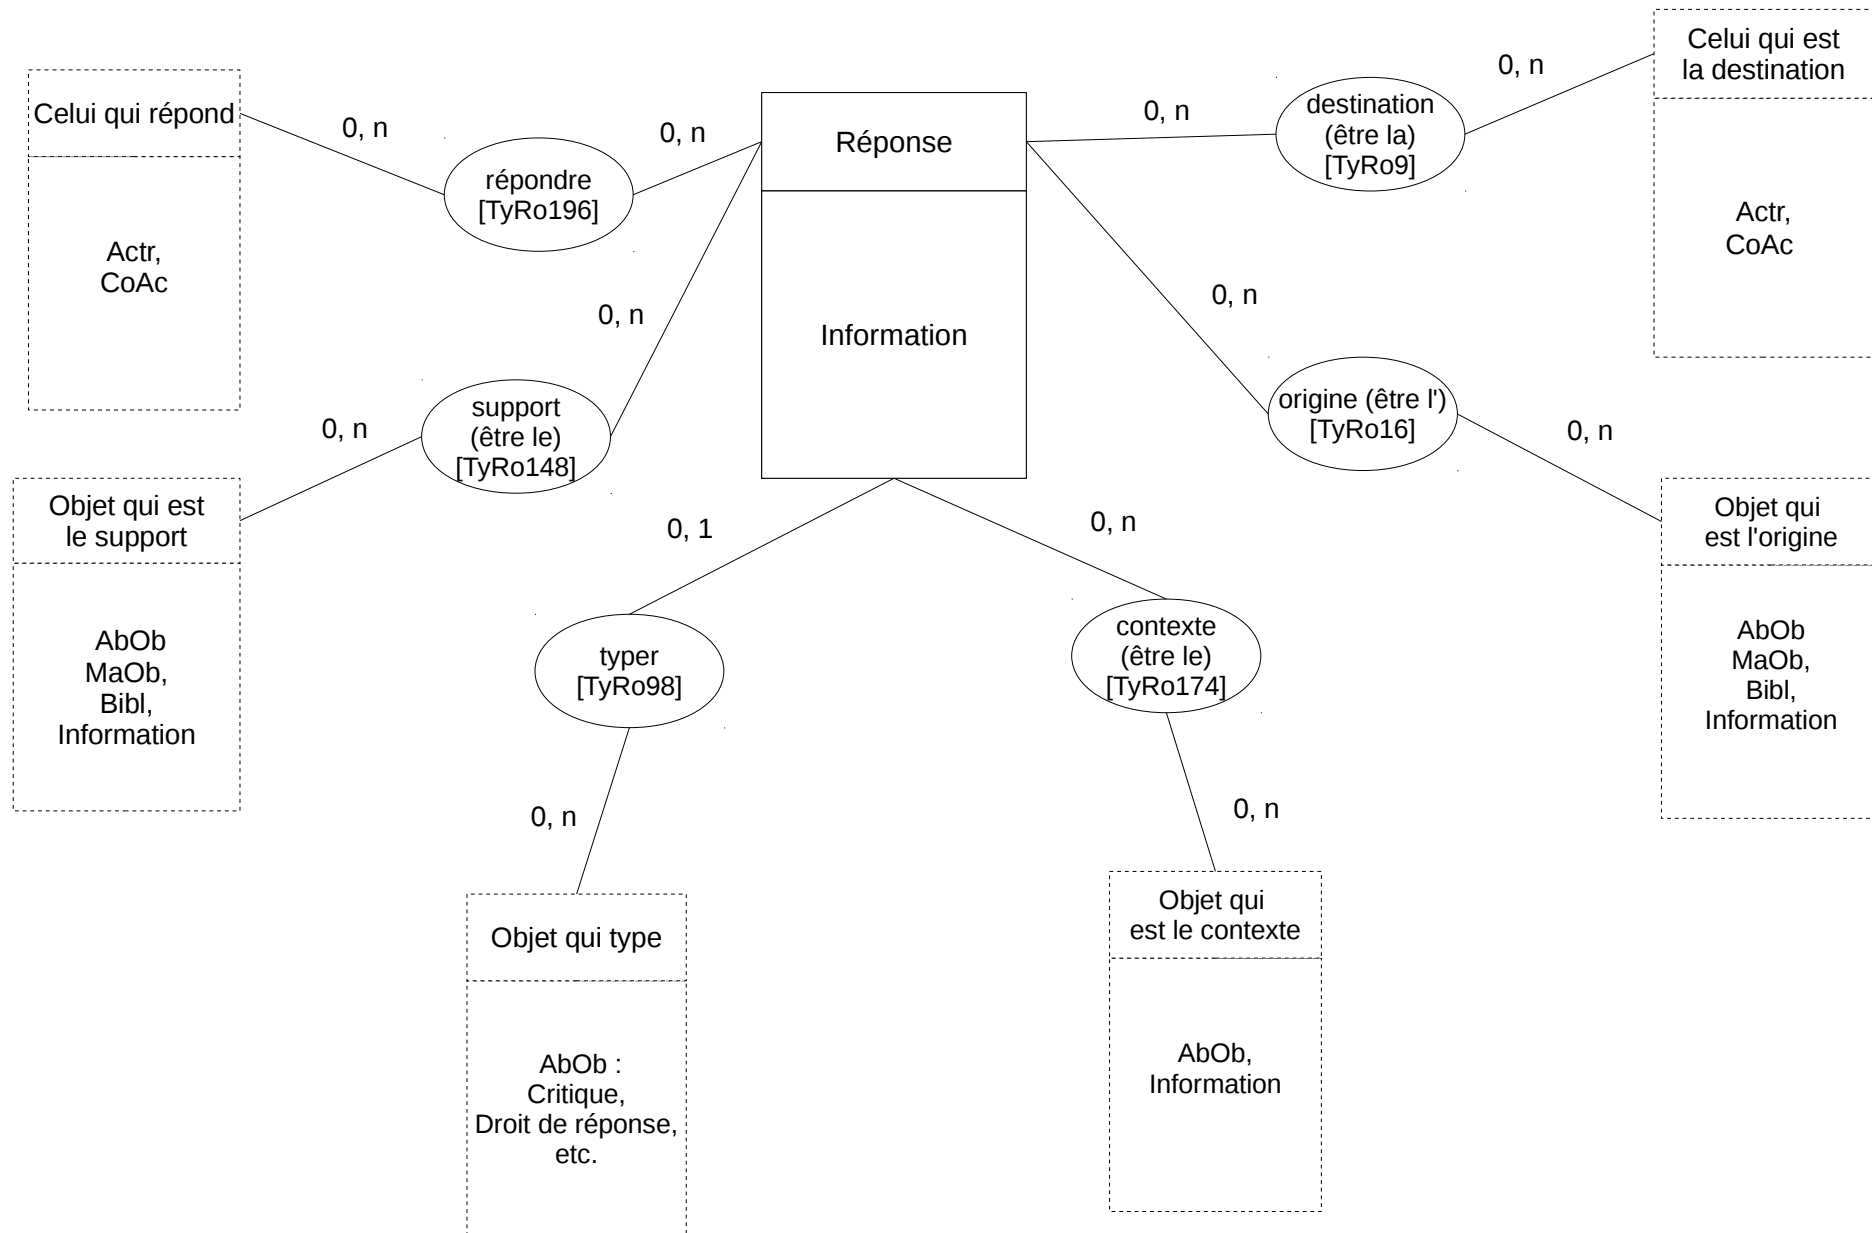 Celui qui répond
Actr,
CoAc
0, n
répondre
[TyRo196]
0, n
Réponse
Information
0, n
destination
(être la)
[TyRo9]
0, n
Celui qui est
la destination
Actr,
CoAc
0, n
support
(être le)
[TyRo148]
0, n
Objet qui est
le support
AbOb
MaOb,
Bibl,
Information
0, n
origine (être l')
[TyRo16]
0, n
Objet qui
est l'origine
AbOb
MaOb,
Bibl,
Information
0, 1
typer
[TyRo98]
0, n
Objet qui type
AbOb :
Critique,
Droit de réponse,
etc.
0, n
contexte
(être le)
[TyRo174]
0, n
Objet qui
est le contexte
AbOb,
Information